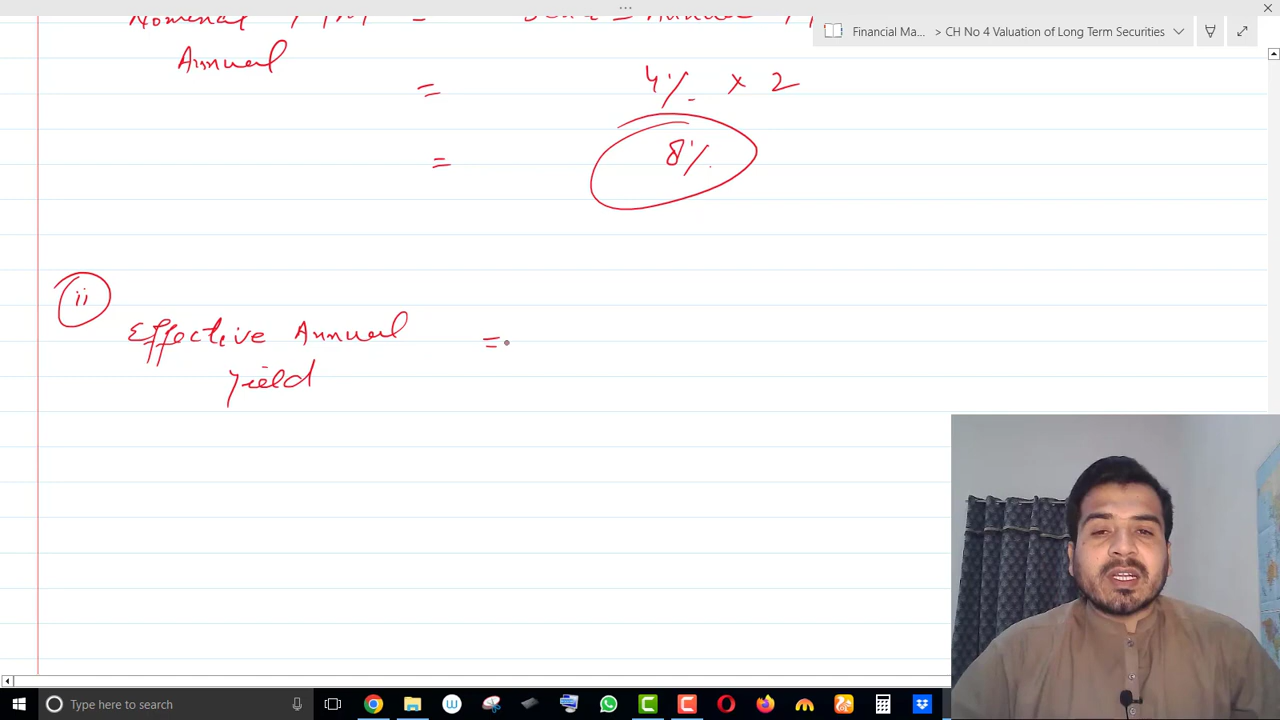 Nominal
Annual
Financial Ma... > CH No 4 Valuation of Long Term Securities
= 4% x 2
= 8%
ii
Effective Annual =
Yield
Type here to search